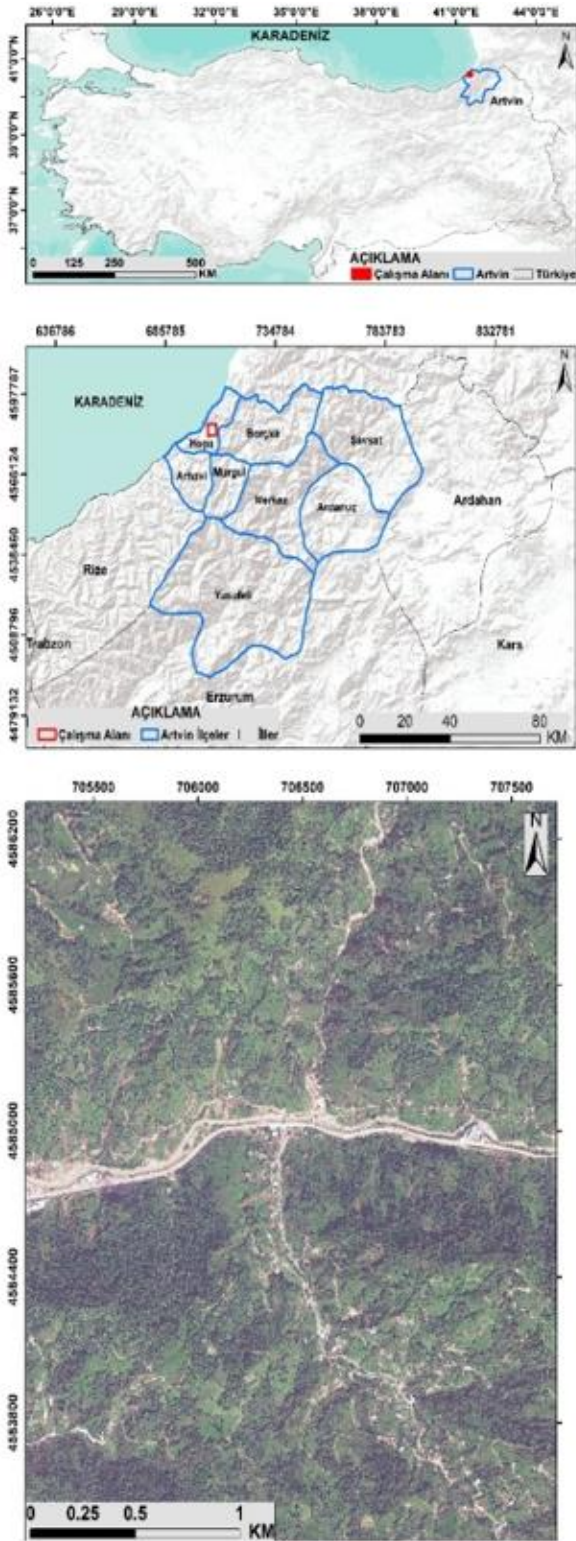 26°0'0"E 32°0'0"E 35°0'0"E 38°0'0"E 41°0'0"E 44°0'0"E
KARADENİZ
N
41°0'0"N
39°0'0"N
37°0'0"N
Artvin
AÇIKLAMA
0 125 250 500
KM
Çalışma Alanı Artvin Türkiye
636786 685785 734784 783783 832781
N
4597787
KARADENİZ
Hopa
Borçka
Şavşat
4568124
Arhavi
Murgul
Merkez
Ardanuç
Ardahan
4538460
Rize
Yusufeli
4508796
Trabzon
Kars
Erzurum
4479132
AÇIKLAMA
Çalışma Alanı Artvin İlçeler İller
0 20 40 80
KM
705500 706000 706500 707000 707500
N
4586200
4585600
4585000
4584400
4583800
0 0.25 0.5 1
KM